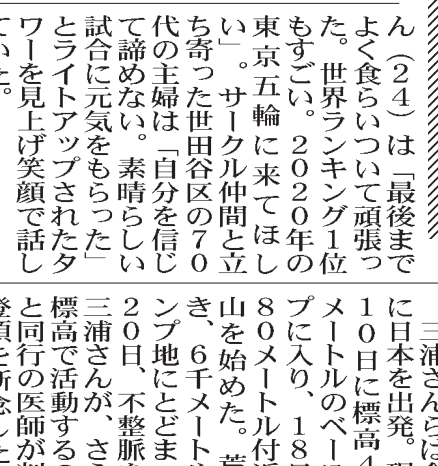 ん（２４）は「最後まで
よく食らいついて頑張っ
た。世界ランキング１位
もすごい。２０２０年の
東京五輪に来てほし
い」。サークル仲間と立
ち寄った世田谷区の７０
代の主婦は「自分を信じ
て諦めない。素晴らしい
試合に元気をもらった」
とライトアップされたタ
ワーを見上げ笑顔で話し
ていた。
三浦さんらは
に日本を出発。現
１０日に標高４
メートルのベー
プに入り、１８
８０メートル付近
山を始めた。
き、６千メート
ンプ地にとどま
２０日、不整脈
三浦さんが、さ
標高で活動するの
と同行の医師が判
登頂を断念した